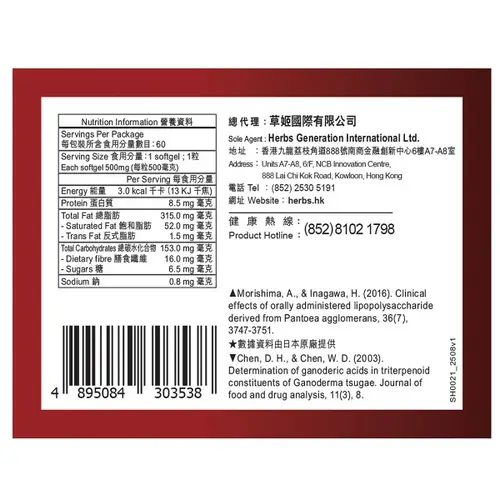 Nutrition Information 營養資料
Servings Per Package
每包裝所含食用分量數目: 60
Serving Size 食用分量: 1 softgel ; 1粒
Each softgel 500mg (每粒500毫克)
Per Serving 每食用分量
Energy 能量 3.0 kcal 千卡 (13 KJ 千焦)
Protein 蛋白質 8.5 mg 毫克
Total Fat 總脂肪 315.0 mg 毫克
- Saturated Fat 飽和脂肪 52.0 mg 毫克
- Trans Fat 反式脂肪 1.5 mg 毫克
Total Carbohydrates 總碳水化合物 153.0 mg 毫克
- Dietary fibre 膳食纖維 16.0 mg 毫克
- Sugars 糖 6.5 mg 毫克
Sodium 鈉 0.8 mg 毫克
4 895084 303538
總代理: 草姬國際有限公司
Sole Agent: Herbs Generation International Ltd.
地址 : 香港九龍荔枝角道888號南商金融創新中心6樓A7-A8室
Address: Units A7-A8, 6/F, NCB Innovation Centre,
888 Lai Chi Kok Road, Kowloon, Hong Kong
電話 Tel : (852) 2530 5191
網址 Website: herbs.hk
健康熱線:
Product Hotline : (852) 8102 1798
▲Morishima, A., & Inagawa, H. (2016). Clinical
effects of orally administered lipopolysaccharide
derived from Pantoea agglomerans, 36(7),
3747-3751.
★數據資料由日本原廠提供
▼Chen, D. H., & Chen, W. D. (2003).
Determination of ganoderic acids in triterpenoid
constituents of Ganoderma tsugae. Journal of
food and drug analysis, 11(3), 8.
SH0021_2508v1